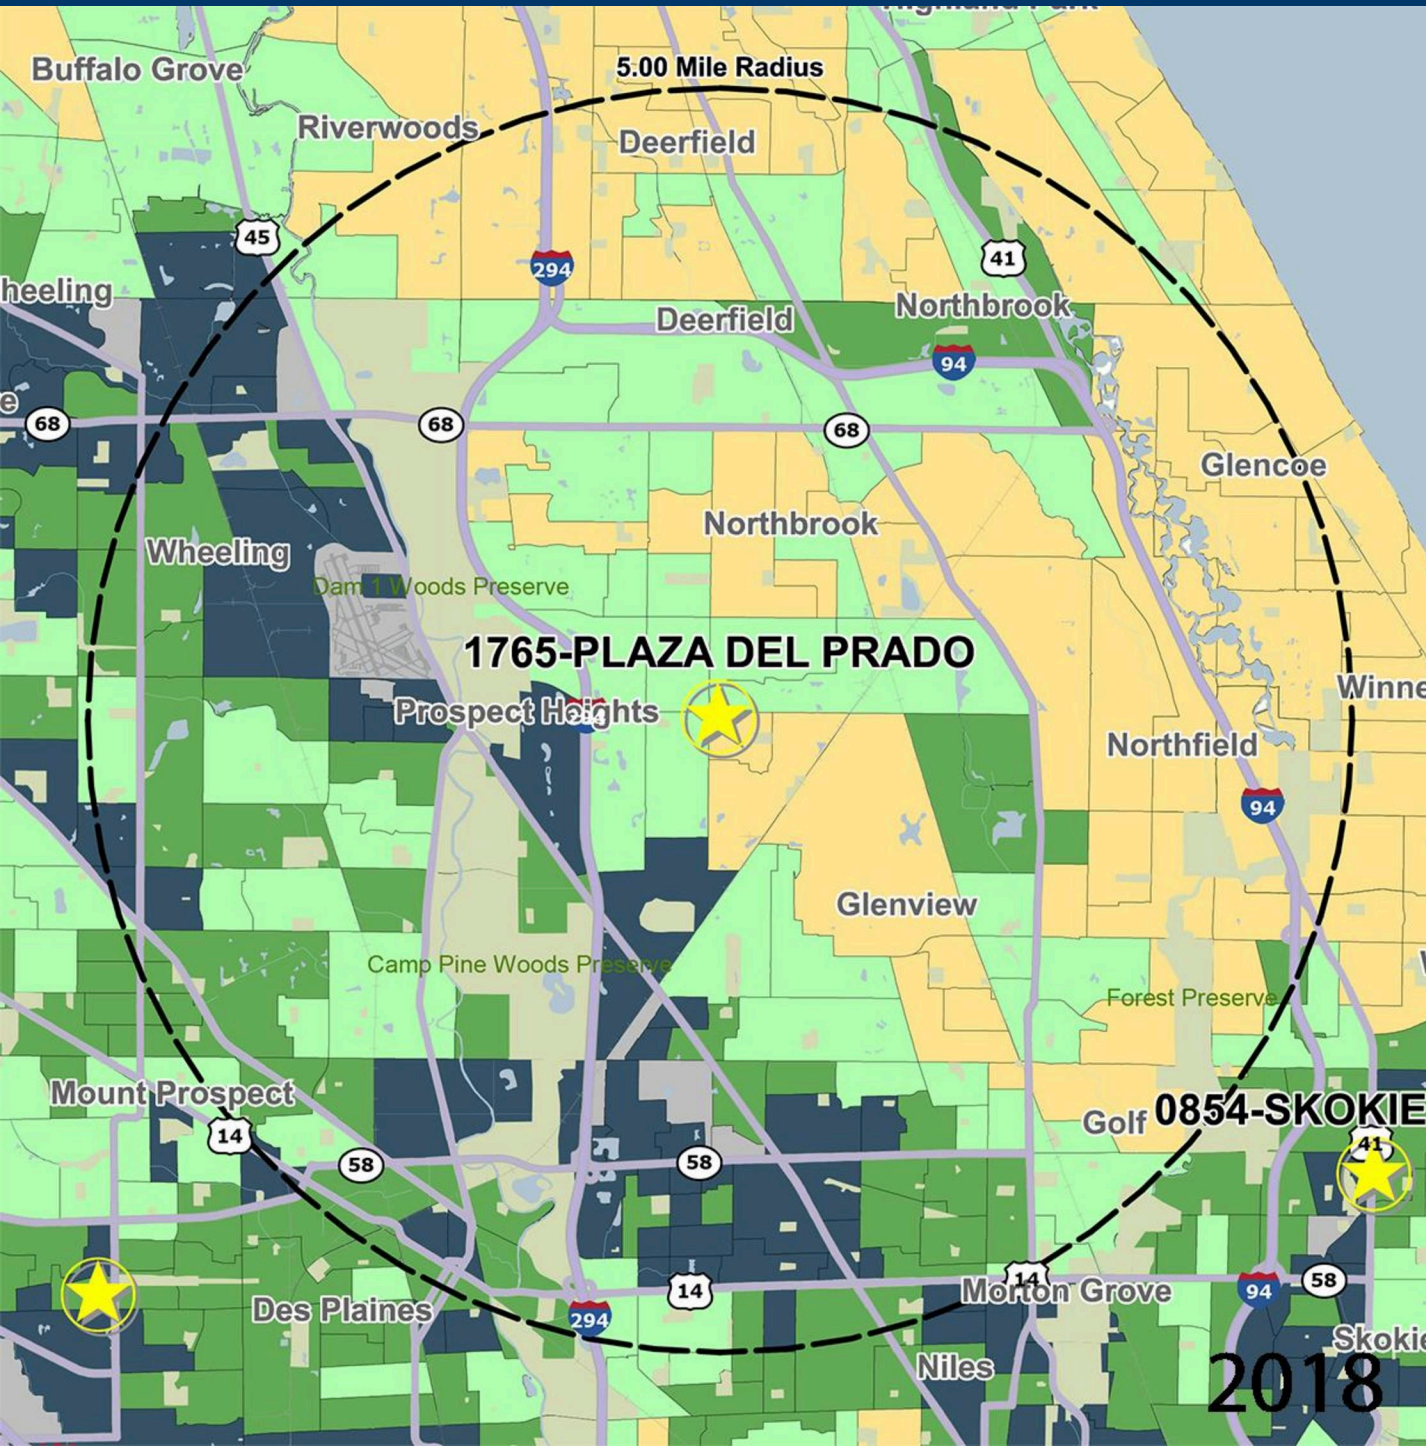 Highland Park
Buffalo Grove
5.00 Mile Radius
Riverwoods
Deerfield
45
41
294
heeling
Northbrook
Deerfield
94
e
68
68
68
Glencoe
Northbrook
Wheeling
Dam 1 Woods Preserve
1765-PLAZA DEL PRADO
Winne
Prospect Heights
294
Northfield
94
Glenview
Camp Pine Woods Preserve
Forest Preserve
Mount Prospect
0854-SKOKIE
Golf
14
41
58
58
14
14
58
94
Morton Grove
Des Plaines
294
Skokie
Niles
2018